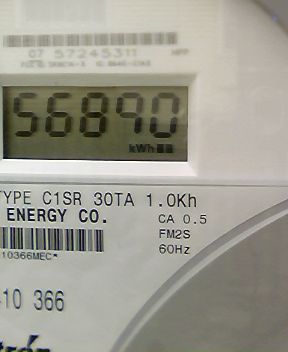 07 57245311
56890
kWh
TYPE C1SR 30TA 1.0Kh
ENERGY CO.
CA 0.5
FM2S
60Hz
10366MEC*
10 366